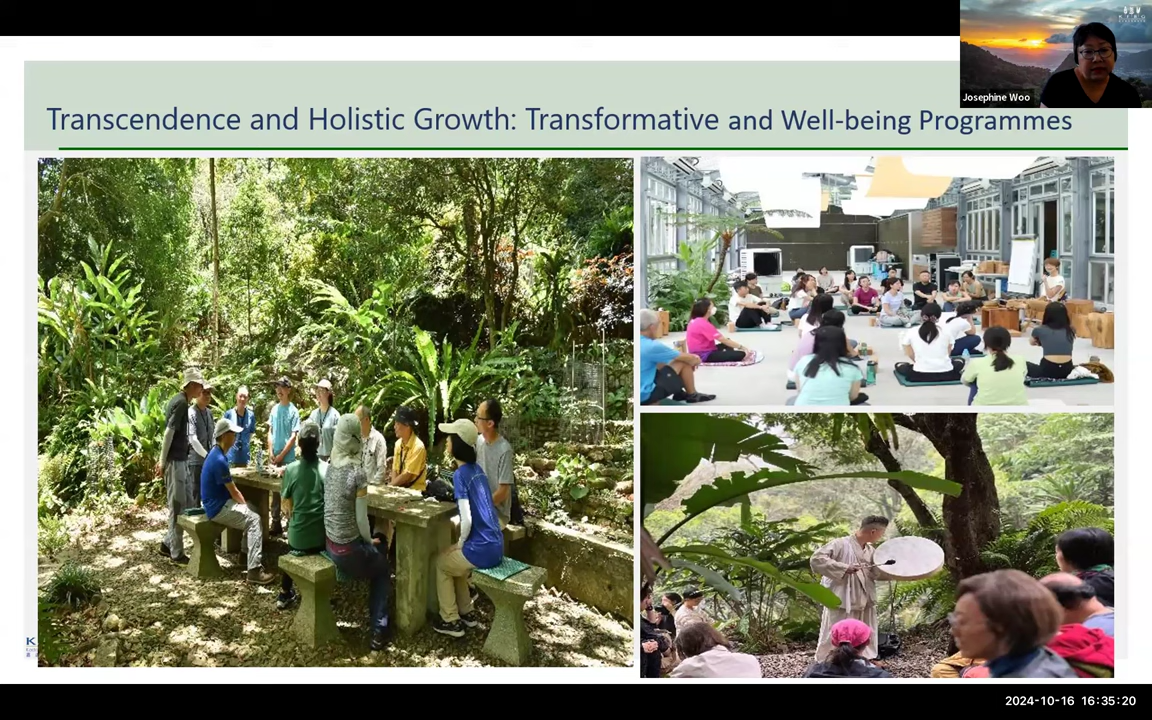 Josephine Woo
Transcendence and Holistic Growth: Transformative and Well-being Programmes
2024-10-16 16:35:20